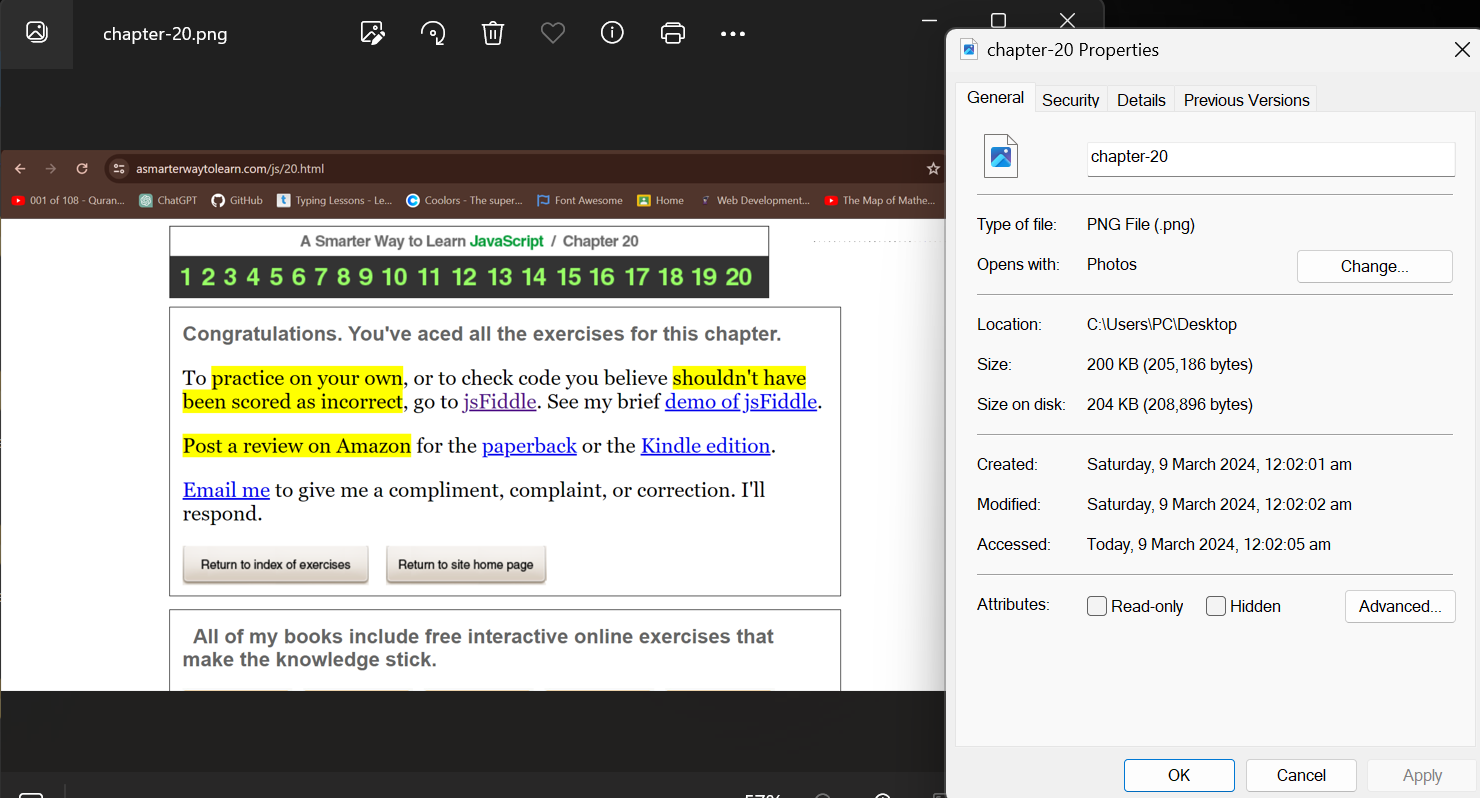 chapter-20.png
asmarterwaytolearn.com/js/20.html
001 of 108 - Quran... ChatGPT GitHub Typing Lessons - Le... Coolors - The super... Font Awesome Home Web Development... The Map of Mathe...
A Smarter Way to Learn JavaScript / Chapter 20
1 2 3 4 5 6 7 8 9 10 11 12 13 14 15 16 17 18 19 20
Congratulations. You've aced all the exercises for this chapter.
To practice on your own, or to check code you believe shouldn't have
been scored as incorrect, go to jsFiddle. See my brief demo of jsFiddle.
Post a review on Amazon for the paperback or the Kindle edition.
Email me to give me a compliment, complaint, or correction. I'll
respond.
Return to index of exercises Return to site home page
All of my books include free interactive online exercises that
make the knowledge stick.
chapter-20 Properties
General Security Details Previous Versions
chapter-20
Type of file: PNG File (.png)
Opens with: Photos Change...
Location: C:\Users\PC\Desktop
Size: 200 KB (205,186 bytes)
Size on disk: 204 KB (208,896 bytes)
Created: Saturday, 9 March 2024, 12:02:01 am
Modified: Saturday, 9 March 2024, 12:02:02 am
Accessed: Today, 9 March 2024, 12:02:05 am
Attributes: Read-only Hidden Advanced...
OK Cancel Apply